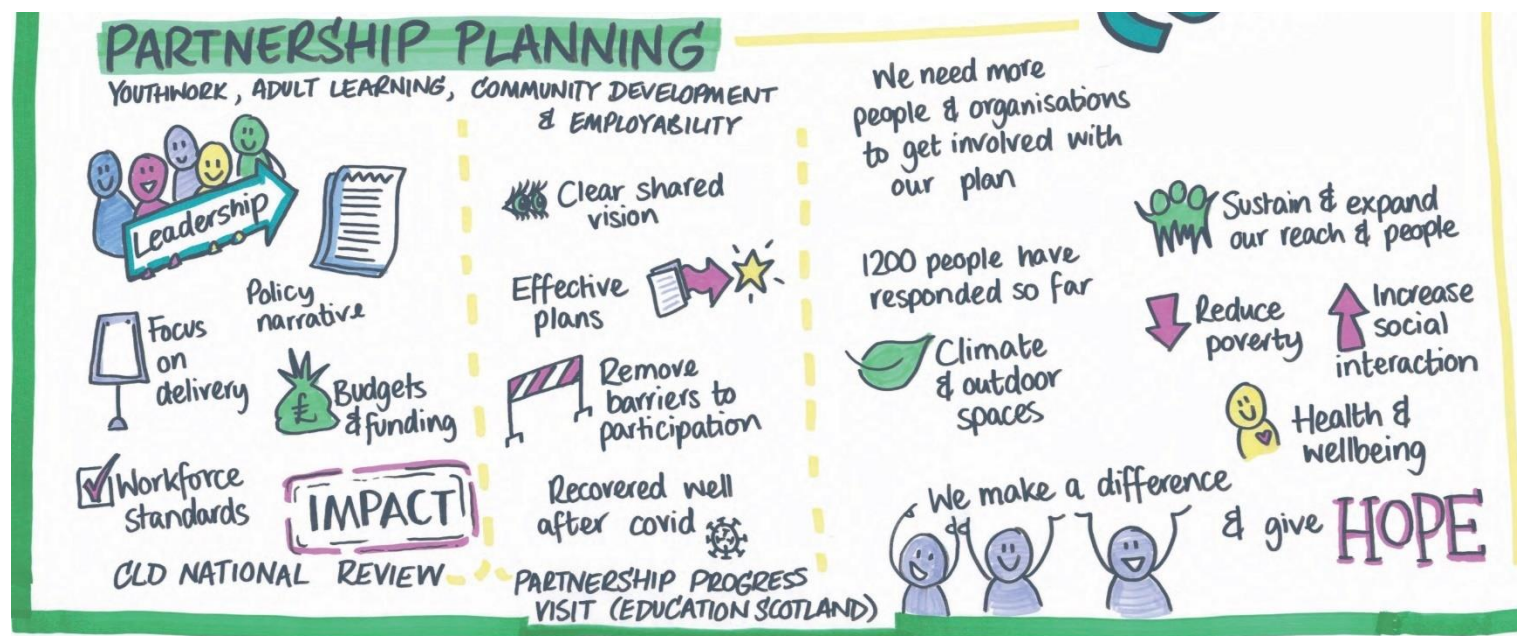 PARTNERSHIP PLANNING
YOUTHWORK, ADULT LEARNING, COMMUNITY DEVELOPMENT
& EMPLOYABILITY
Leadership
Policy
narrative
Focus
on
delivery
£
Budgets
& funding
Workforce
standards
IMPACT
CLD NATIONAL REVIEW
Clear shared
vision
Effective
plans
Remove
barriers to
participation
Recovered well
after covid
PARTNERSHIP PROGRESS
VISIT (EDUCATION SCOTLAND)
We need more
people & organisations
to get involved with
our plan
1200 people have
responded so far
Climate
& outdoor
spaces
Sustain & expand
our reach & people
Reduce
poverty
Increase
social
interaction
Health &
wellbeing
We make a difference
& give HOPE